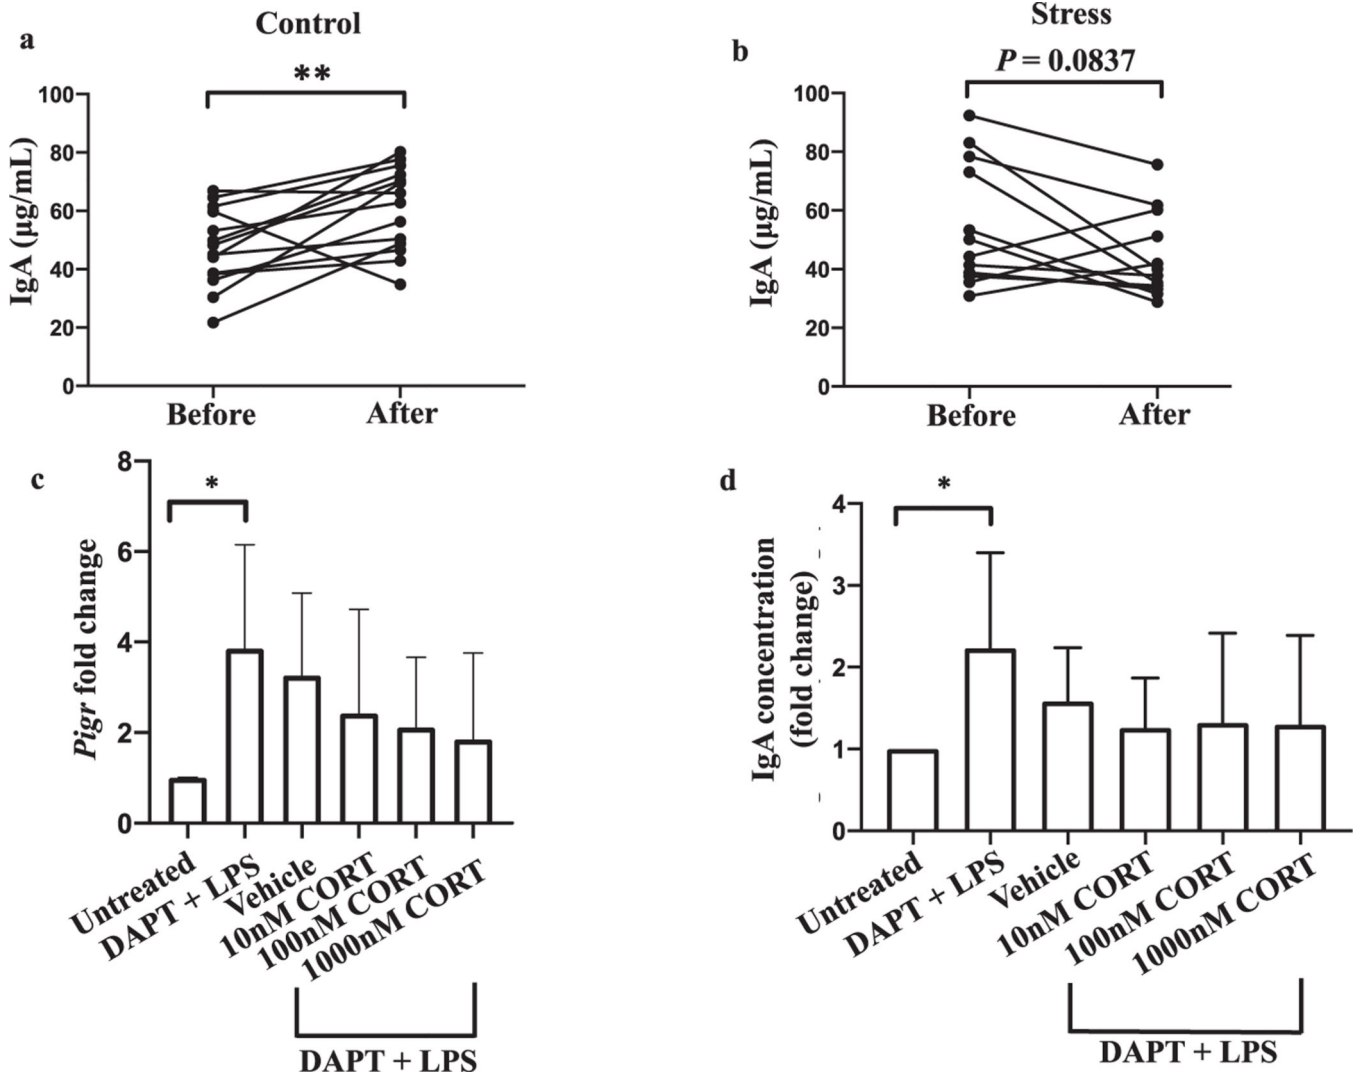 a
Control
**
IgA (µg/mL)
100
80
60
40
20
0
Before
After
b
Stress
P = 0.0837
IgA (µg/mL)
100
80
60
40
20
0
Before
After
c
*
Pigr fold change
8
6
4
2
0
Untreated
DAPT + LPS
Vehicle
10nM CORT
100nM CORT
1000nM CORT
DAPT + LPS
d
*
IgA concentration
(fold change)
4
3
2
1
0
Untreated
DAPT + LPS
Vehicle
10nM CORT
100nM CORT
1000nM CORT
DAPT + LPS